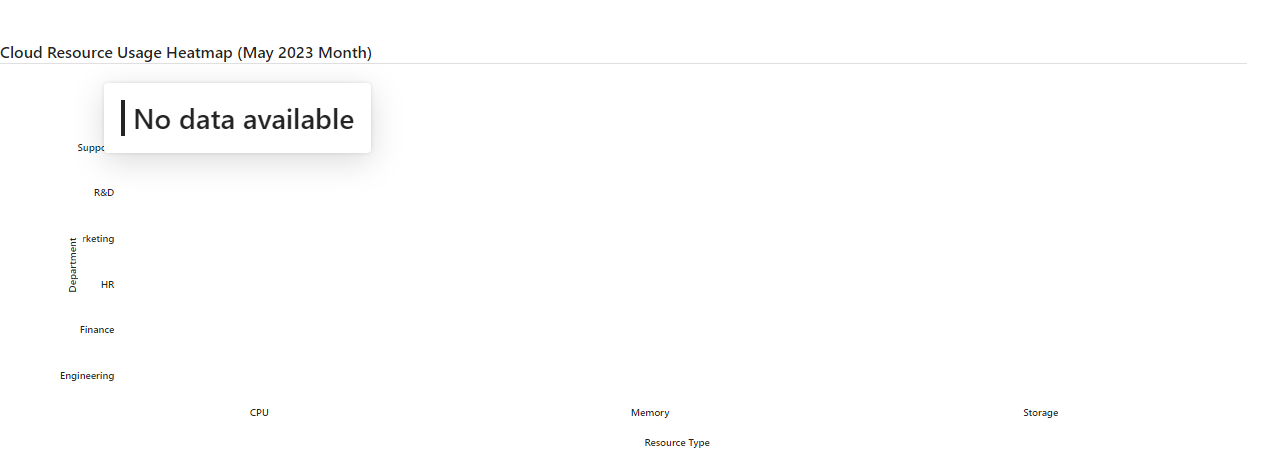 Cloud Resource Usage Heatmap (May 2023 Month)
No data available
Suppo
R&D
rketing
HR
Finance
Engineering
Department
CPU
Memory
Storage
Resource Type